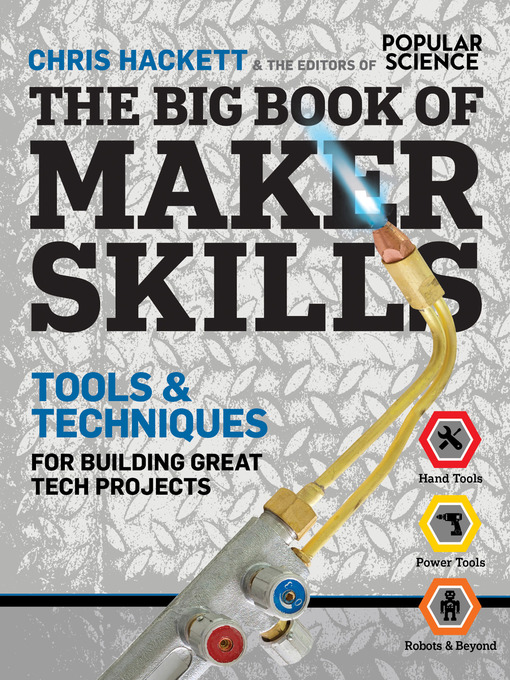 CHRIS HACKETT & THE EDITORS OF POPULAR SCIENCE
THE BIG BOOK OF
MAKER
SKILLS
TOOLS &
TECHNIQUES
FOR BUILDING GREAT
TECH PROJECTS
Hand Tools
Power Tools
Robots & Beyond